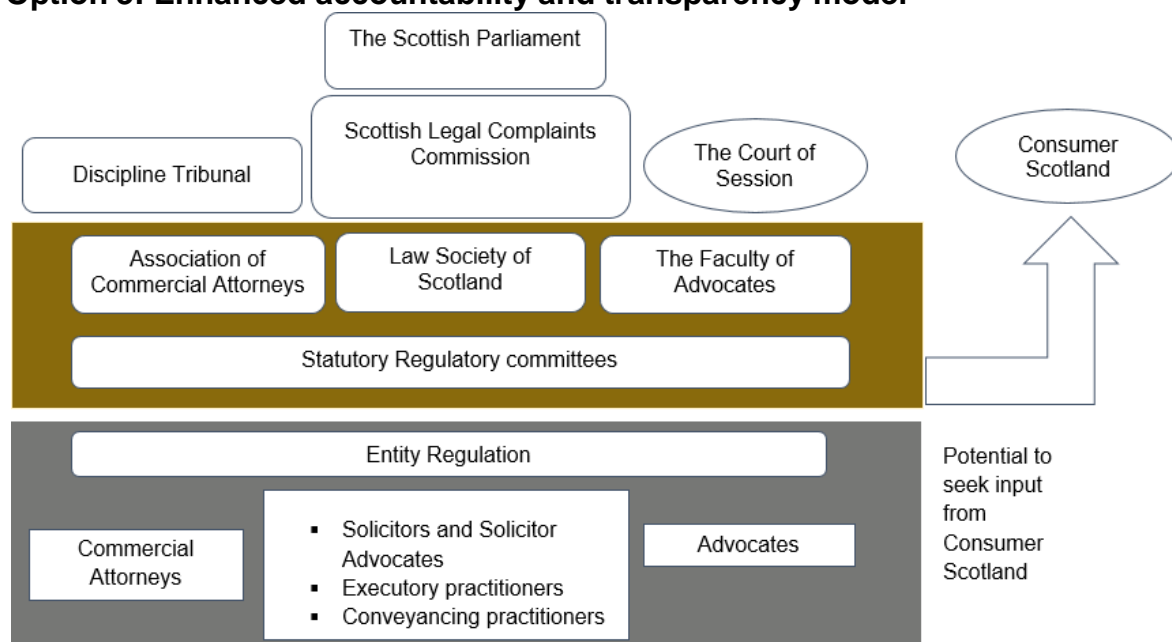 Option 3: Enhanced accountability and transparency model
The Scottish Parliament
Scottish Legal Complaints
Commission
Discipline Tribunal
The Court of
Session
Consumer
Scotland
Association of
Commercial Attorneys
Law Society of
Scotland
The Faculty of
Advocates
Statutory Regulatory committees
Entity Regulation
Commercial
Attorneys
▪ Solicitors and Solicitor
Advocates
▪ Executory practitioners
▪ Conveyancing practitioners
Advocates
Potential to
seek input
from
Consumer
Scotland